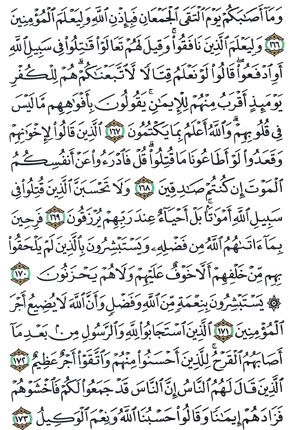 وَمَآ أَصَٰبَكُمْ يَوْمَ ٱلْتَقَى ٱلْجَمْعَانِ فَبِإِذْنِ ٱللَّهِ وَلِيَعْلَمَ ٱلْمُؤْمِنِينَ
١٦٦ وَلِيَعْلَمَ ٱلَّذِينَ نَافَقُوا۟ ۚ وَقِيلَ لَهُمْ تَعَالَوْا۟ قَٰتِلُوا۟ فِى سَبِيلِ ٱللَّهِ
أَوِ ٱدْفَعُوا۟ ۖ قَالُوا۟ لَوْ نَعْلَمُ قِتَالًا لَّٱتَّبَعْنَٰكُمْ ۗ هُمْ لِلْكُفْرِ
يَوْمَئِذٍ أَقْرَبُ مِنْهُمْ لِلْإِيمَٰنِ ۚ يَقُولُونَ بِأَفْوَٰهِهِم مَّا لَيْسَ
فِى قُلُوبِهِمْ ۗ وَٱللَّهُ أَعْلَمُ بِمَا يَكْتُمُونَ ١٦٧ ٱلَّذِينَ قَالُوا۟ لِإِخْوَٰنِهِمْ
وَقَعَدُوا۟ لَوْ أَطَاعُونَا مَا قُتِلُوا۟ ۗ قُلْ فَٱدْرَءُوا۟ عَنْ أَنفُسِكُمُ
ٱلْمَوْتَ إِن كُنتُمْ صَٰدِقِينَ ١٦٨ وَلَا تَحْسَبَنَّ ٱلَّذِينَ قُتِلُوا۟ فِى
سَبِيلِ ٱللَّهِ أَمْوَٰتًۢا ۚ بَلْ أَحْيَآءٌ عِندَ رَبِّهِمْ يُرْزَقُونَ ١٦٩ فَرِحِينَ
بِمَآ ءَاتَىٰهُمُ ٱللَّهُ مِن فَضْلِهِۦ وَيَسْتَبْشِرُونَ بِٱلَّذِينَ لَمْ يَلْحَقُوا۟
بِهِم مِّنْ خَلْفِهِمْ أَلَّا خَوْفٌ عَلَيْهِمْ وَلَا هُمْ يَحْزَنُونَ ١٧٠
۞ يَسْتَبْشِرُونَ بِنِعْمَةٍ مِّنَ ٱللَّهِ وَفَضْلٍ وَأَنَّ ٱللَّهَ لَا يُضِيعُ أَجْرَ
ٱلْمُؤْمِنِينَ ١٧١ ٱلَّذِينَ ٱسْتَجَابُوا۟ لِلَّهِ وَٱلرَّسُولِ مِنۢ بَعْدِ مَآ
أَصَابَهُمُ ٱلْقَرْحُ ۚ لِلَّذِينَ أَحْسَنُوا۟ مِنْهُمْ وَٱتَّقَوْا۟ أَجْرٌ عَظِيمٌ ١٧٢
ٱلَّذِينَ قَالَ لَهُمُ ٱلنَّاسُ إِنَّ ٱلنَّاسَ قَدْ جَمَعُوا۟ لَكُمْ فَٱخْشَوْهُمْ
فَزَادَهُمْ إِيمَٰنًا وَقَالُوا۟ حَسْبُنَا ٱللَّهُ وَنِعْمَ ٱلْوَكِيلُ ١٧٣